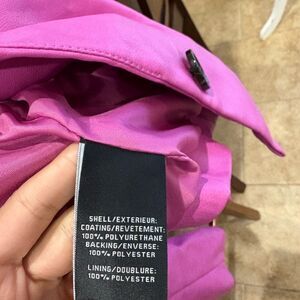 SHELL/EXTERIEUR:
COATING/REVETEMENT:
100% POLYURETHANE
BACKING/ENVERSE:
100% POLYESTER
LINING/DOUBLURE:
100% POLYESTER